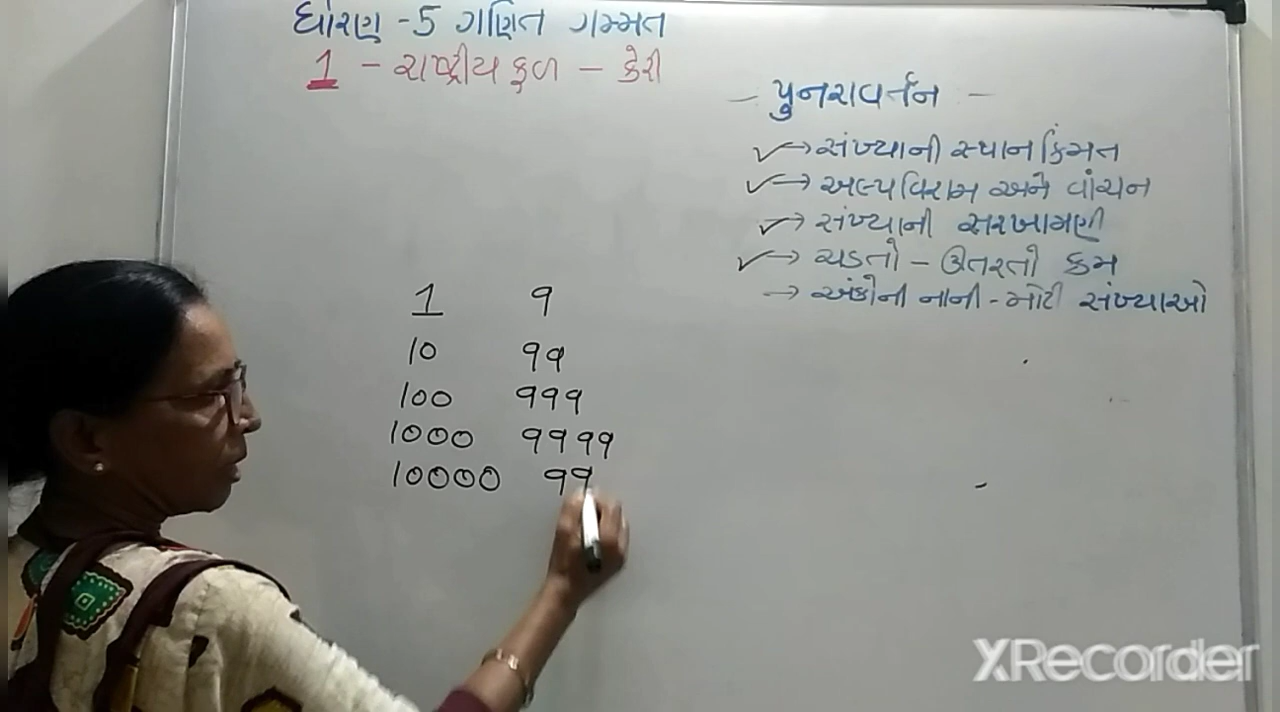 ધોરણ - 5 ગણિત ગમ્મત
1 - રાષ્ટ્રીય ફળ - કેરી
- પુનરાવર્તન -
✓→ સંખ્યાની સ્થાન કિંમત
✓→ અલ્પવિરામ અને વાંચન
✓→ સંખ્યાની સરખામણી
✓→ ચડતો - ઊતરતો ક્રમ
→ અંકોની નાની - મોટી સંખ્યાઓ
1 9
10 99
100 999
1000 9999
10000 99
XRecorder